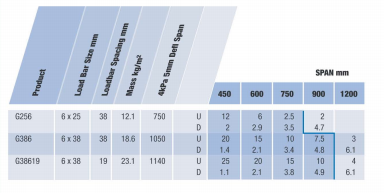 Product Load Bar Size mm Loadbar Spacing mm Mass kg/m² 4kPa 5mm Defl Span
SPAN mm
450 600 750 900 1200
G256 6 x 25 38 12.1 750 U 12 6 2.5 2
D 2 2.9 3.5 4.7
G386 6 x 38 38 18.6 1050 U 20 15 10 7.5 3
D 1.4 2.1 3.4 4.8 6.1
G38619 6 x 38 19 23.1 1140 U 25 20 15 10 4
D 1.1 2.1 3.8 4.9 6.1